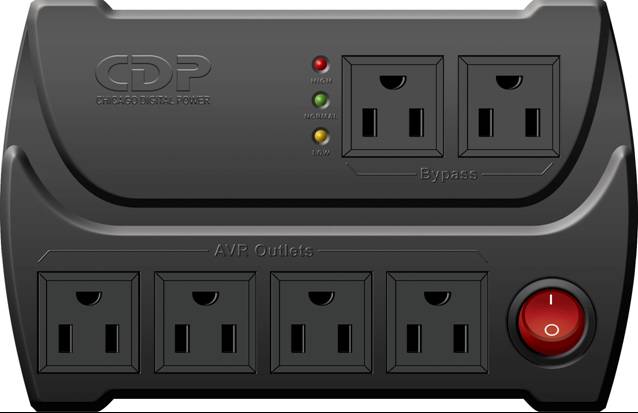 CDP
CHICAGO DIGITAL POWER
HIGH
NORMAL
LOW
Bypass
AVR Outlets